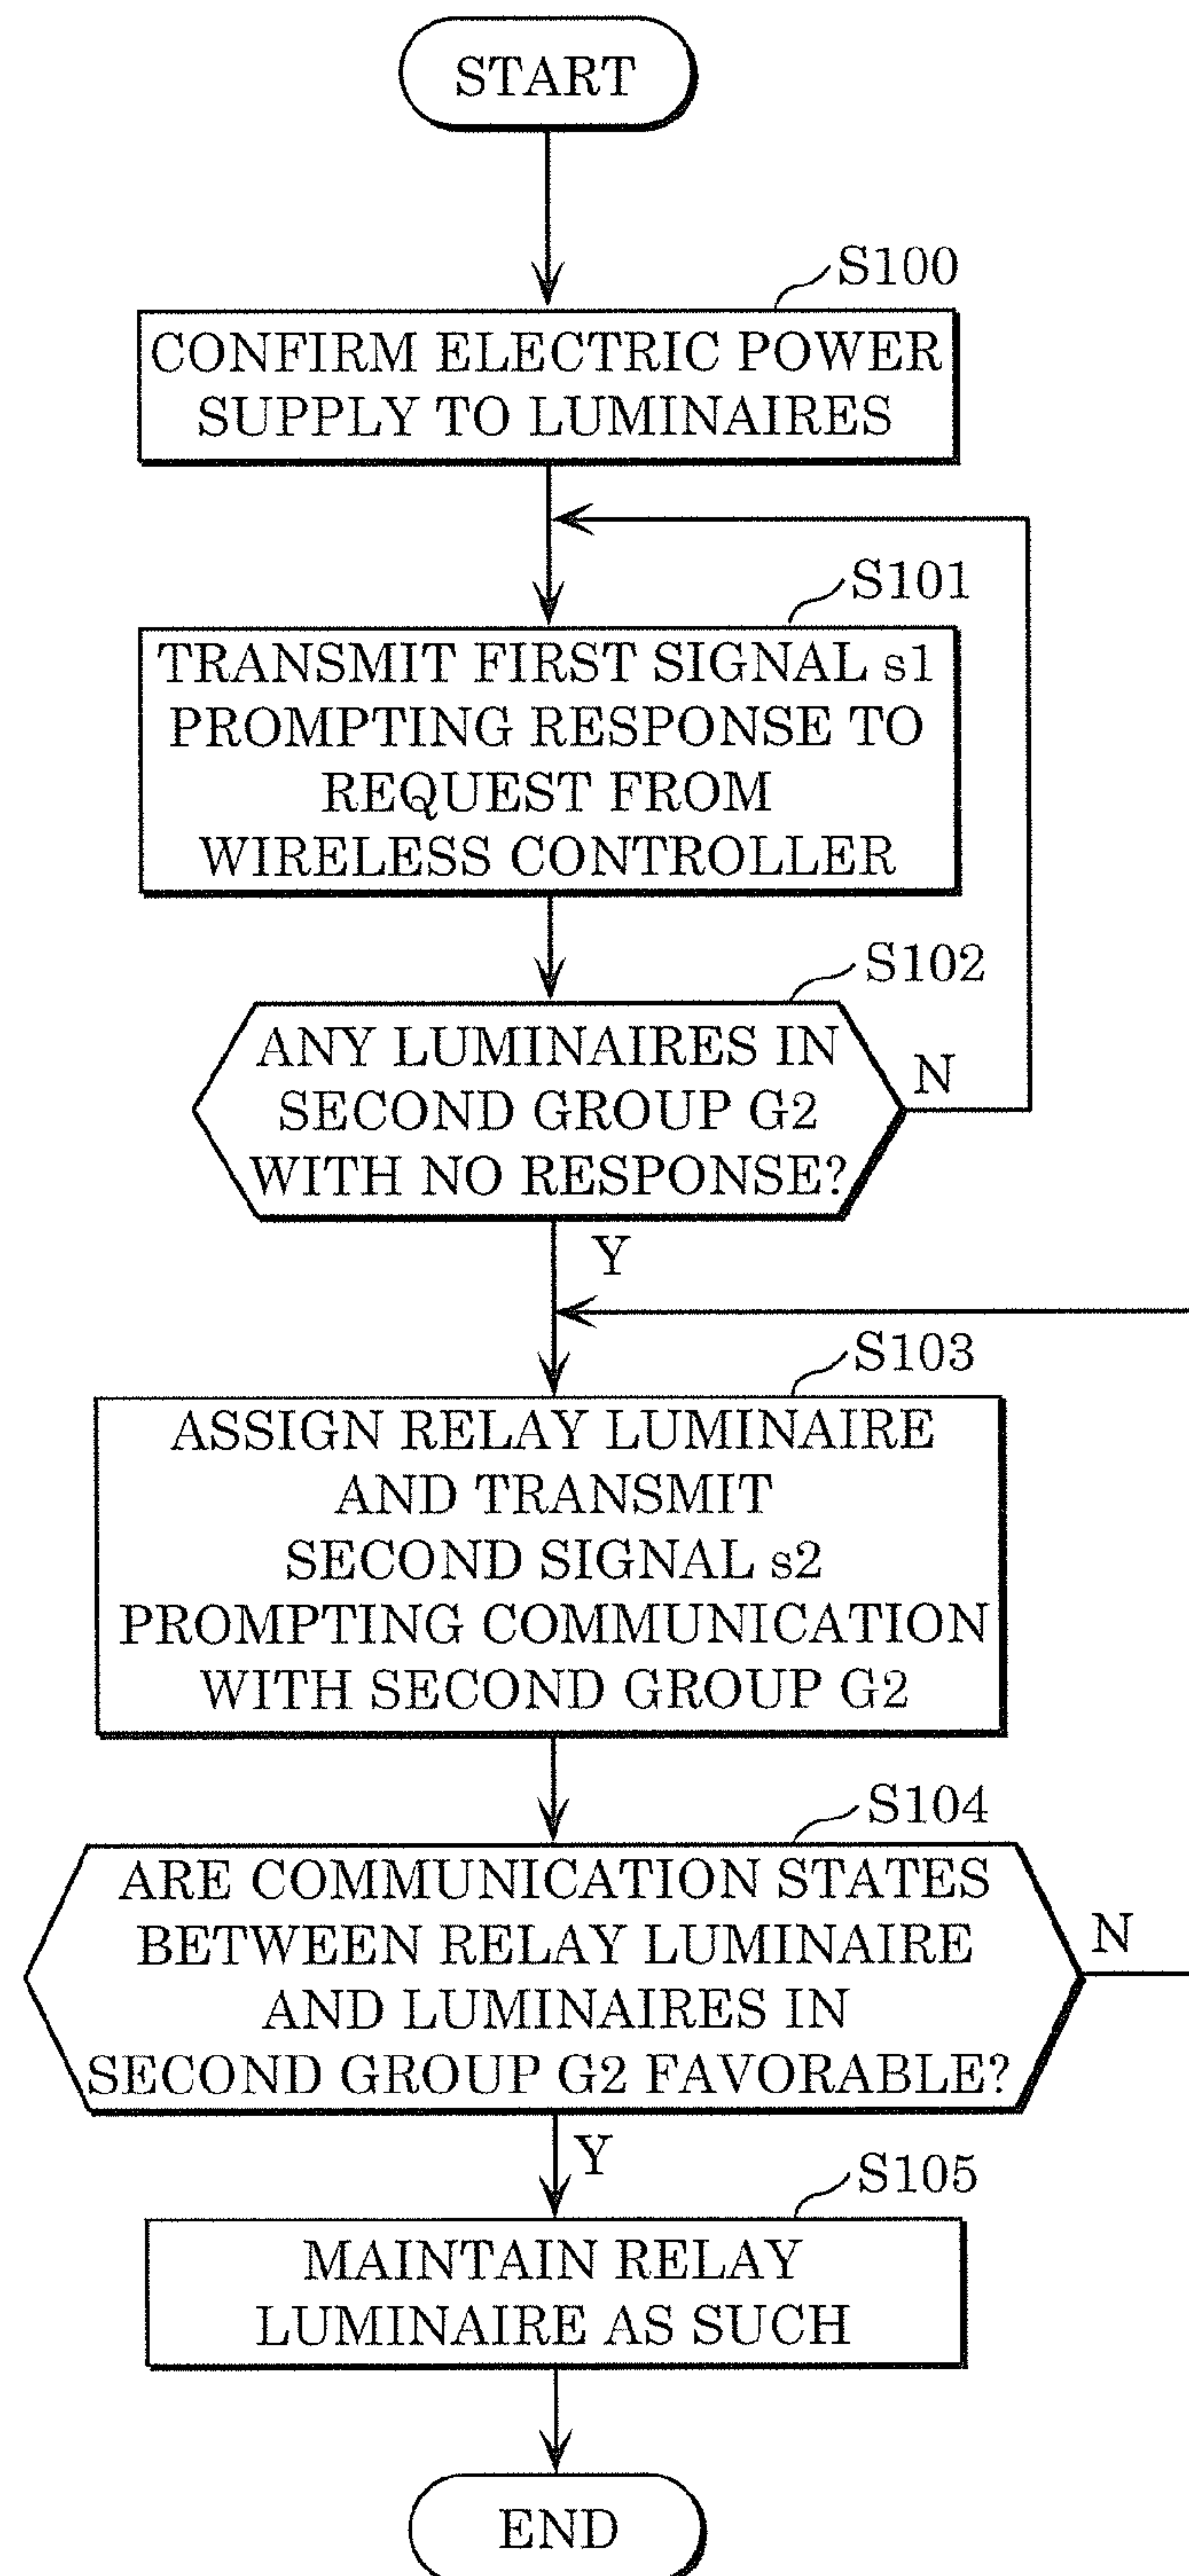 START
S100
CONFIRM ELECTRIC POWER
SUPPLY TO LUMINAIRES
S101
TRANSMIT FIRST SIGNAL s1
PROMPTING RESPONSE TO
REQUEST FROM
WIRELESS CONTROLLER
S102
ANY LUMINAIRES IN
SECOND GROUP G2
WITH NO RESPONSE?
N
Y
S103
ASSIGN RELAY LUMINAIRE
AND TRANSMIT
SECOND SIGNAL s2
PROMPTING COMMUNICATION
WITH SECOND GROUP G2
S104
ARE COMMUNICATION STATES
BETWEEN RELAY LUMINAIRE
AND LUMINAIRES IN
SECOND GROUP G2 FAVORABLE?
N
Y
S105
MAINTAIN RELAY
LUMINAIRE AS SUCH
END